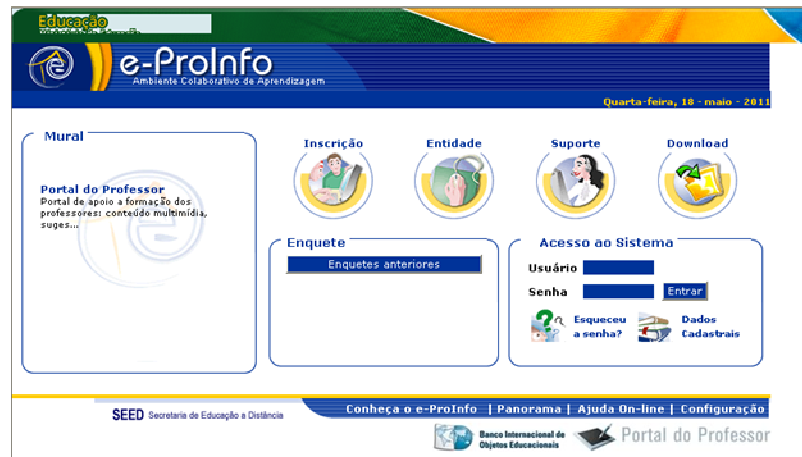 Educação
e-ProInfo
Ambiente Colaborativo de Aprendizagem
Quarta-feira, 18 - maio - 2011
Mural
Portal do Professor
Portal de apoio a formação dos
professores: conteúdo multimídia,
suges...
Inscrição
Entidade
Suporte
Download
Enquete
Enquetes anteriores
Acesso ao Sistema
Usuário
Senha
Entrar
Esqueceu
a senha?
Dados
Cadastrais
SEED Secretaria de Educação a Distância
Conheça o e-ProInfo | Panorama | Ajuda On-line | Configuração
Banco Internacional de
Objetos Educacionais
Portal do Professor